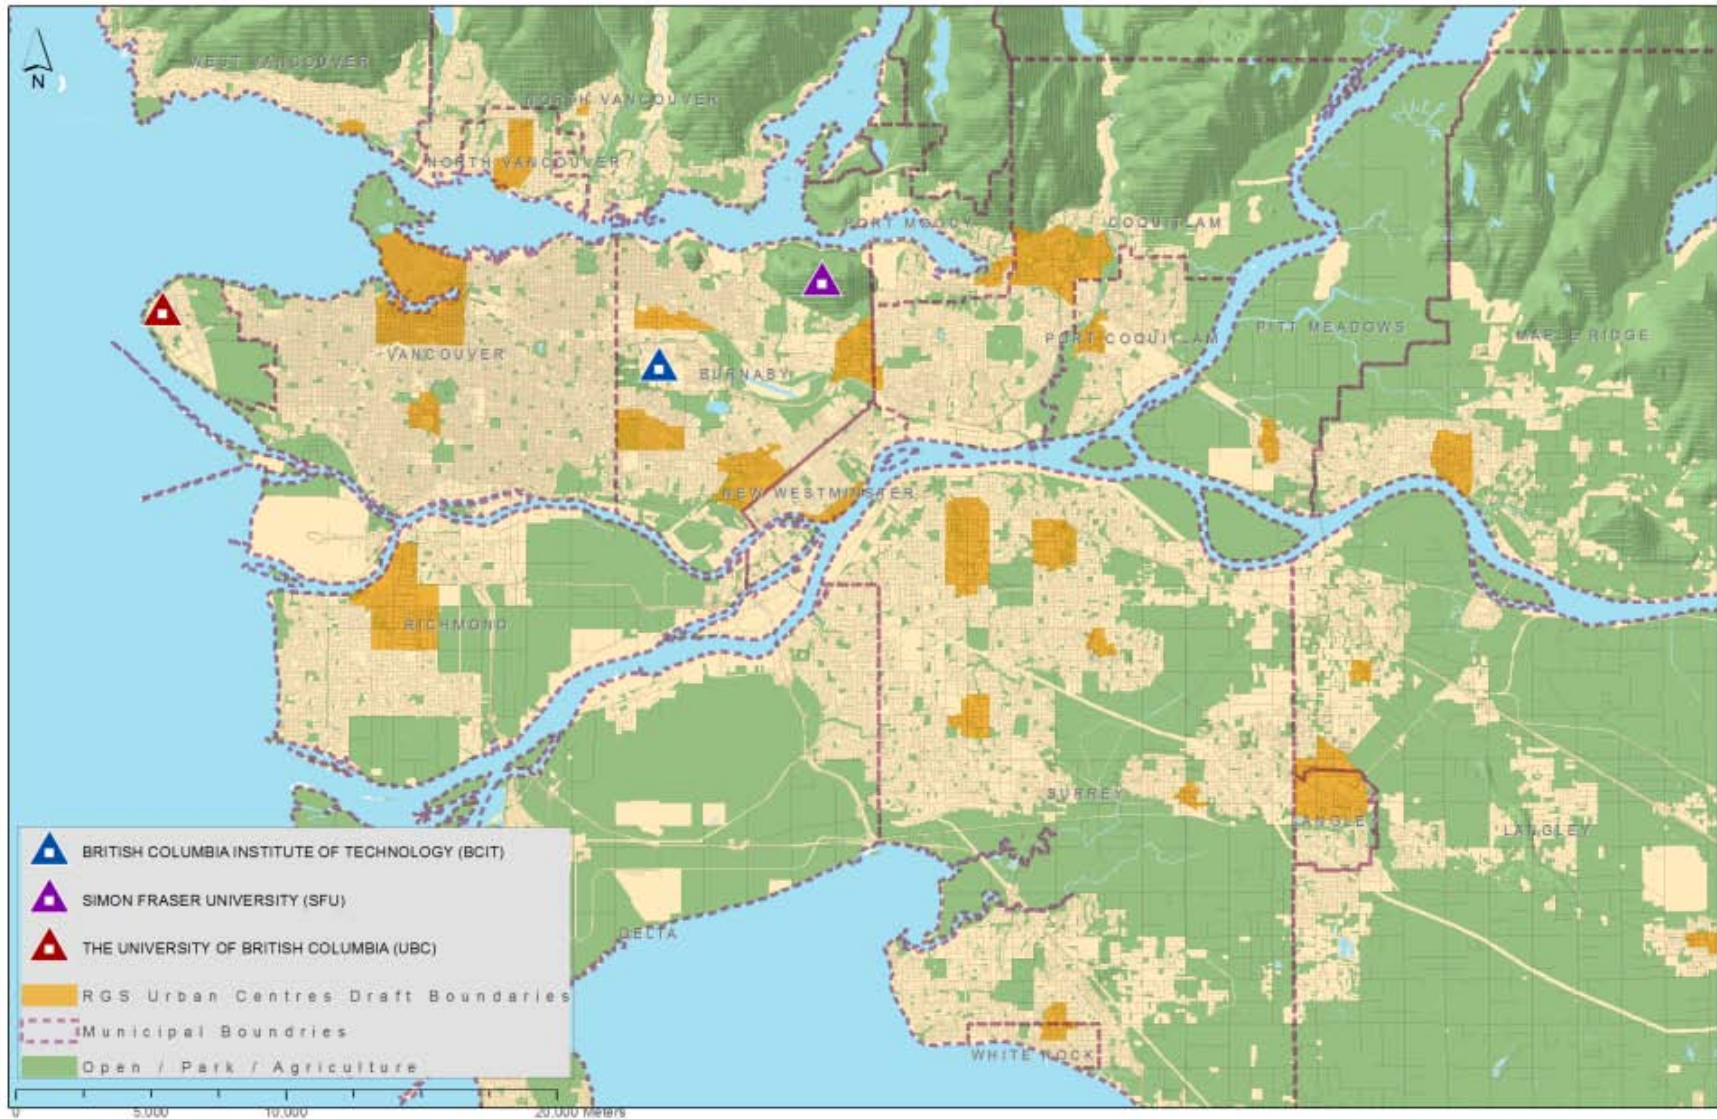 WEST VANCOUVER
N
NORTH VANCOUVER
NORTH VANCOUVER
PORT MOODY
COQUITLAM
PORT COQUITLAM
PITT MEADOWS
MAPLE RIDGE
VANCOUVER
BURNABY
NEW WESTMINSTER
RICHMOND
SURREY
LANGLEY
DELTA
WHITE ROCK
BRITISH COLUMBIA INSTITUTE OF TECHNOLOGY (BCIT)
SIMON FRASER UNIVERSITY (SFU)
THE UNIVERSITY OF BRITISH COLUMBIA (UBC)
RGS Urban Centres Draft Boundaries
Municipal Boundries
Open / Park / Agriculture
0 5,000 10,000 20,000 Meters